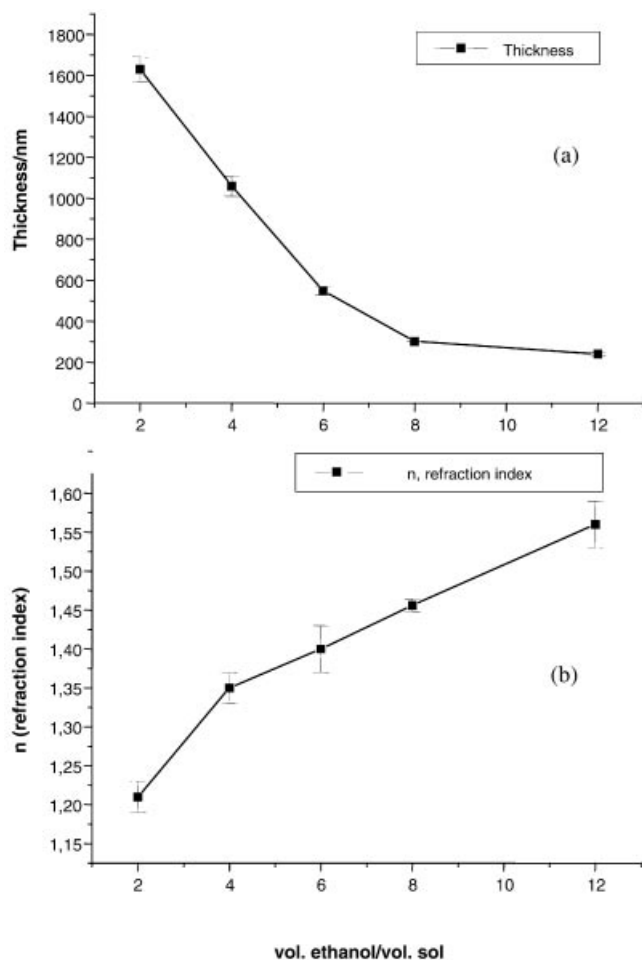 1800
1600
1400
1200
1000
800
600
400
200
0
Thickness/nm
Thickness
(a)
2 4 6 8 10 12
n, refraction index
1,60
1,55
1,50
1,45
1,40
1,35
1,30
1,25
1,20
1,15
n (refraction index)
(b)
2 4 6 8 10 12
vol. ethanol/vol. sol